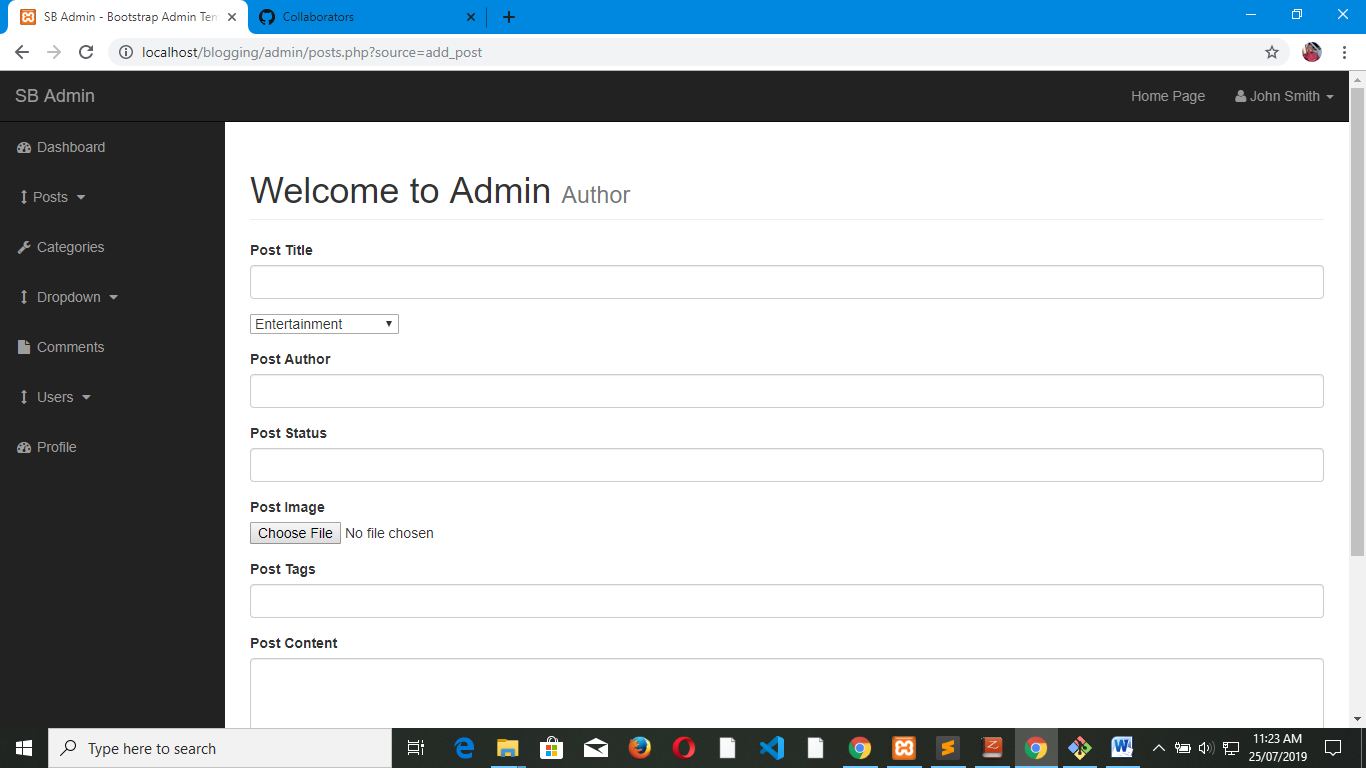 SB Admin - Bootstrap Admin Tem
Collaborators
localhost/blogging/admin/posts.php?source=add_post
SB Admin
Home Page
John Smith
Dashboard
Posts
Categories
Dropdown
Comments
Users
Profile
Welcome to Admin Author
Post Title
Entertainment
Post Author
Post Status
Post Image
Choose File No file chosen
Post Tags
Post Content
Type here to search
11:23 AM
25/07/2019